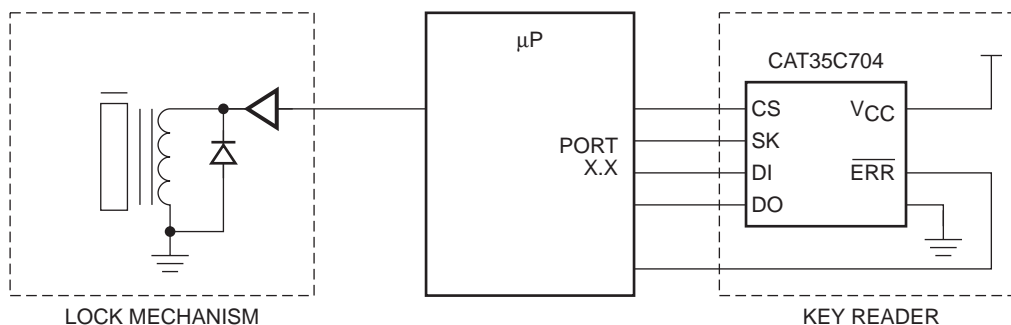 μP
CAT35C704
CS
VCC
PORT
X.X
SK
DI
ERR
DO
LOCK MECHANISM
KEY READER